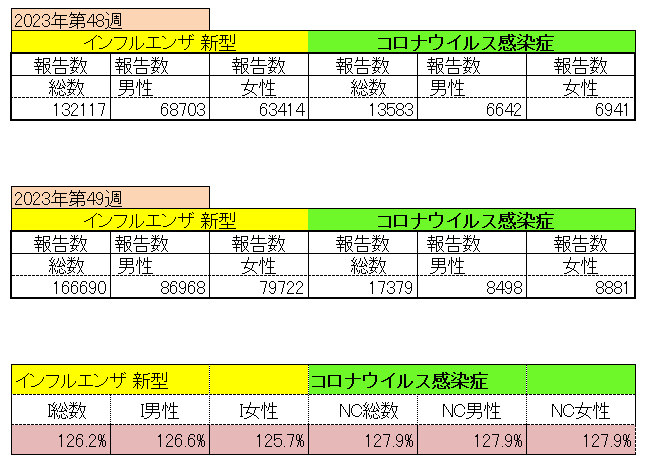 2023年第48週
インフルエンザ 新型 コロナウイルス感染症
報告数 報告数 報告数 報告数 報告数 報告数
総数 男性 女性 総数 男性 女性
132117 68703 63414 13583 6642 6941
2023年第49週
インフルエンザ 新型 コロナウイルス感染症
報告数 報告数 報告数 報告数 報告数 報告数
総数 男性 女性 総数 男性 女性
166690 86968 79722 17379 8498 8881
インフルエンザ 新型 コロナウイルス感染症
I総数 I男性 I女性 NC総数 NC男性 NC女性
126.2% 126.6% 125.7% 127.9% 127.9% 127.9%